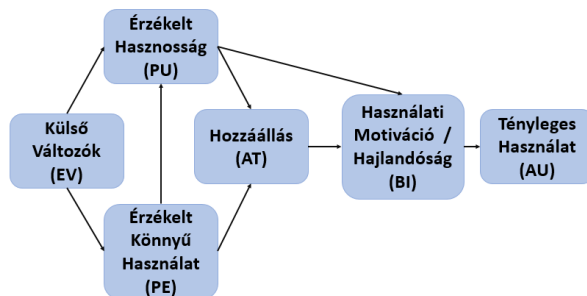 Érzékelt
Hasznosság
(PU)
Külső
Változók
(EV)
Hozzáállás
(AT)
Használati
Motiváció /
Hajlandóság
(BI)
Tényleges
Használat
(AU)
Érzékelt
Könnyű
Használat
(PE)